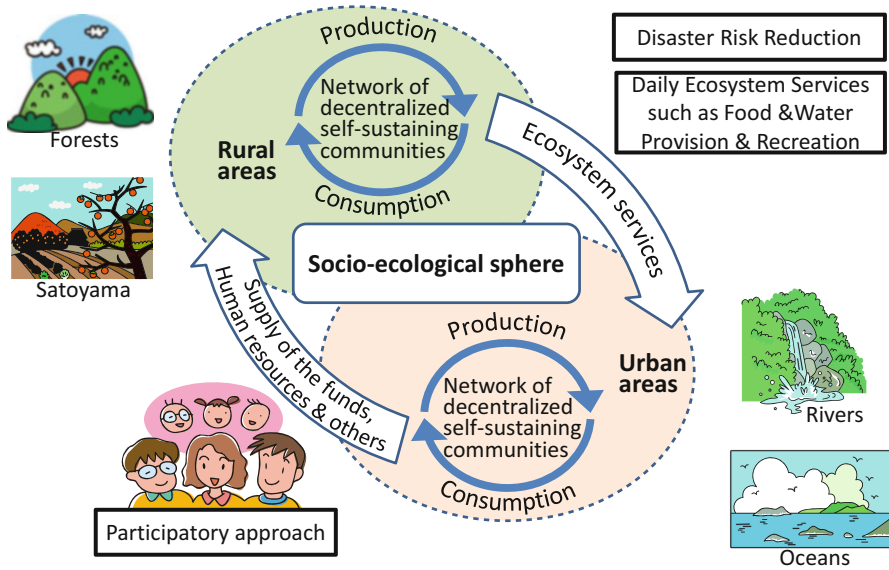 Production
Network of
decentralized
self-sustaining
communities
Consumption
Rural
areas
Forests
Satoyama
Disaster Risk Reduction
Daily Ecosystem Services
such as Food &Water
Provision & Recreation
Ecosystem services
Socio-ecological sphere
Supply of the funds,
Human resources & others
Production
Network of
decentralized
self-sustaining
communities
Consumption
Urban
areas
Rivers
Oceans
Participatory approach